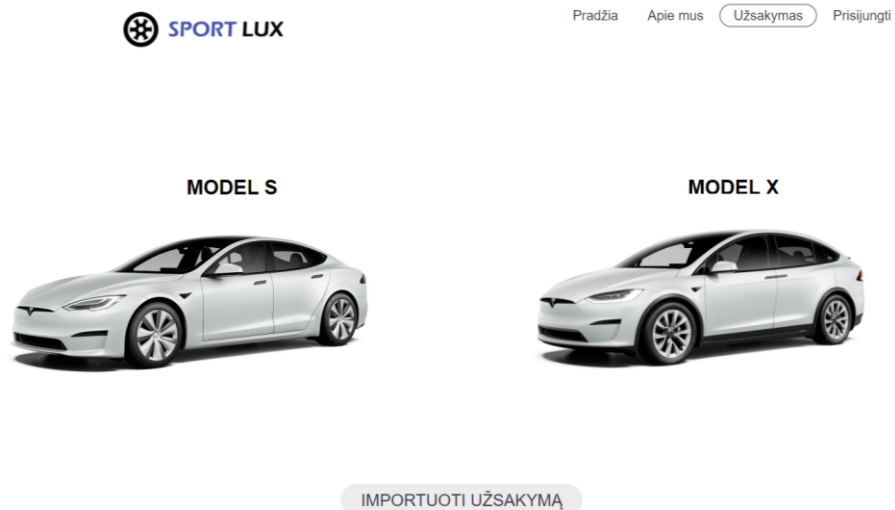 SPORT LUX
Pradžia Apie mus Užsakymas Prisijungti
MODEL S
MODEL X
IMPORTUOTI UŽSAKYMĄ